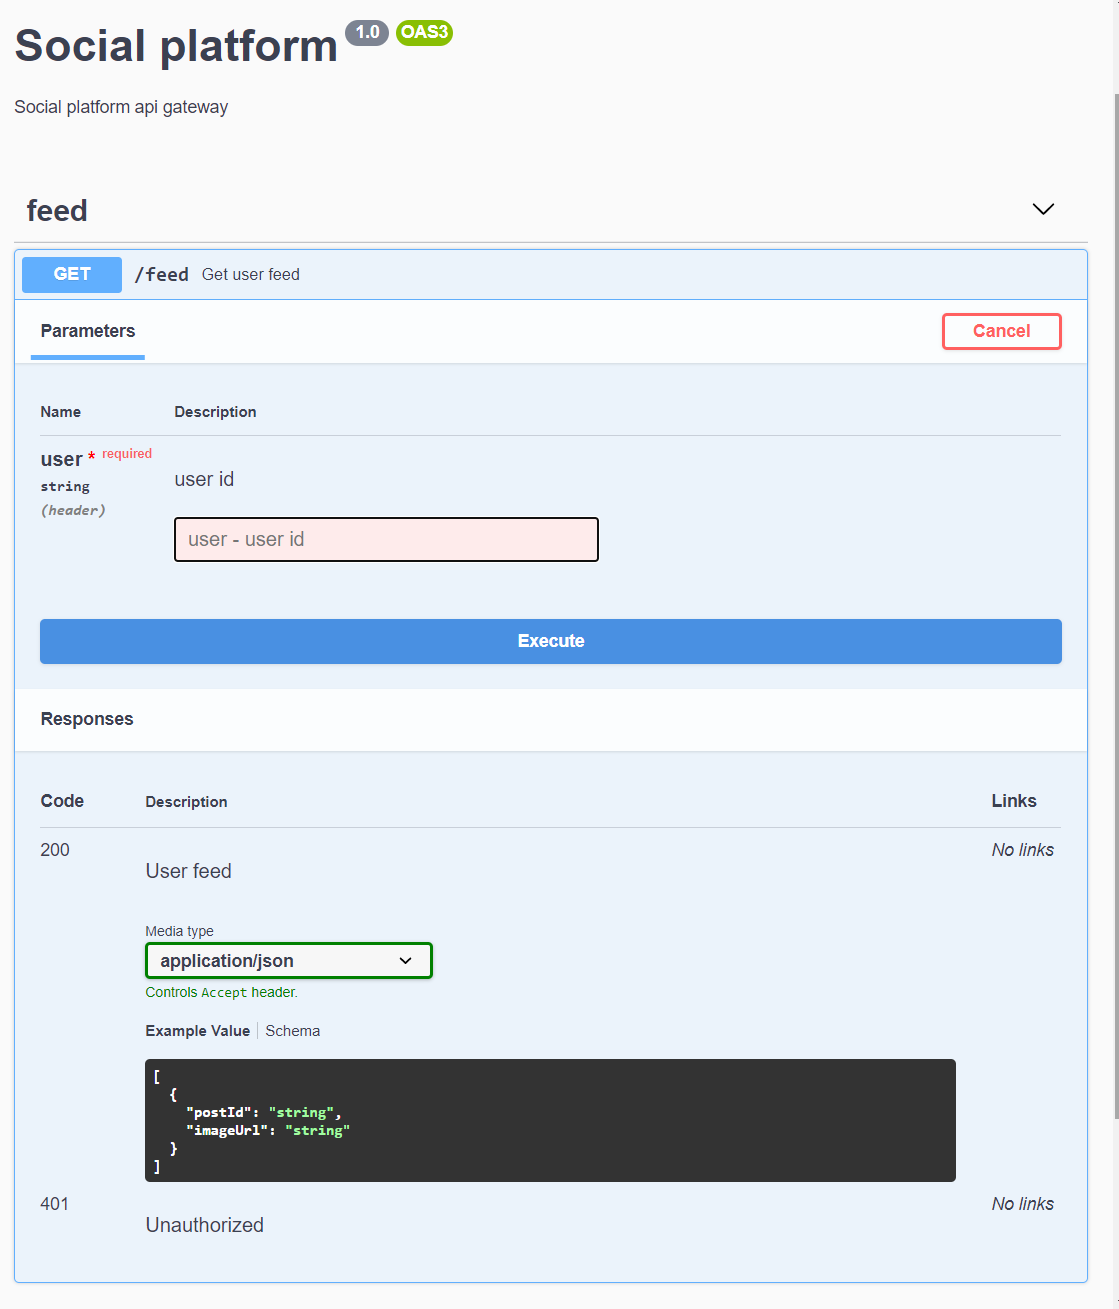 Social platform 1.0 OAS3
Social platform api gateway
feed
GET /feed Get user feed
Parameters Cancel
Name Description
user * required
string
(header)
user id
user - user id
Execute
Responses
Code Description Links
200 No links
User feed
Media type
application/json
Controls Accept header.
Example Value Schema
[
  {
    "postId": "string",
    "imageUrl": "string"
  }
]
401 No links
Unauthorized